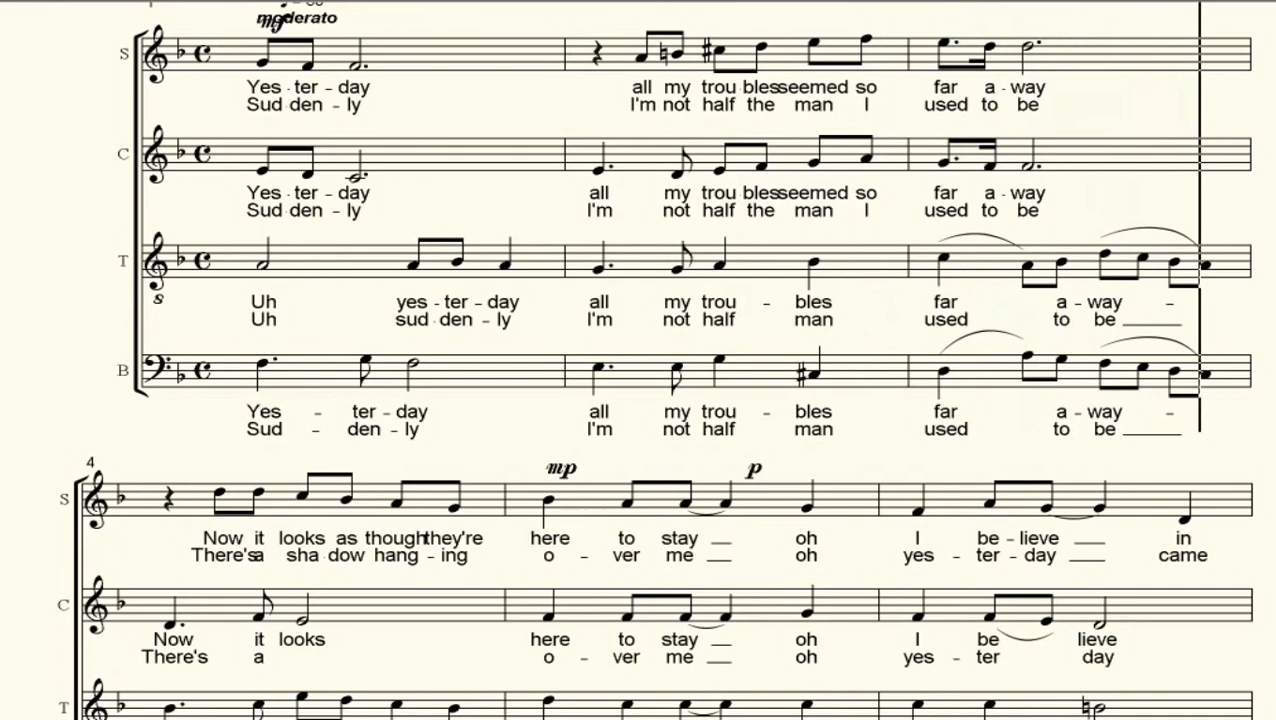 moderato
mf
S
Yes - ter - day all my trou - bles seemed so far a - way
Sud - den - ly I'm not half the man I used to be
C
Yes - ter - day all my trou - bles seemed so far a - way
Sud - den - ly I'm not half the man I used to be
T
8
Uh yes - ter - day all my trou - bles far a - way -
Uh sud - den - ly I'm not half man used to be
B
Yes - ter - day all my trou - bles far a - way -
Sud - den - ly I'm not half man used to be
4
mp p
S
Now it looks as though they're here to stay oh I be - lieve in
There's a sha - dow hang - ing o - ver me oh yes - ter - day came
C
Now it looks here to stay oh I be lieve
There's a o - ver me oh yes - ter day
T